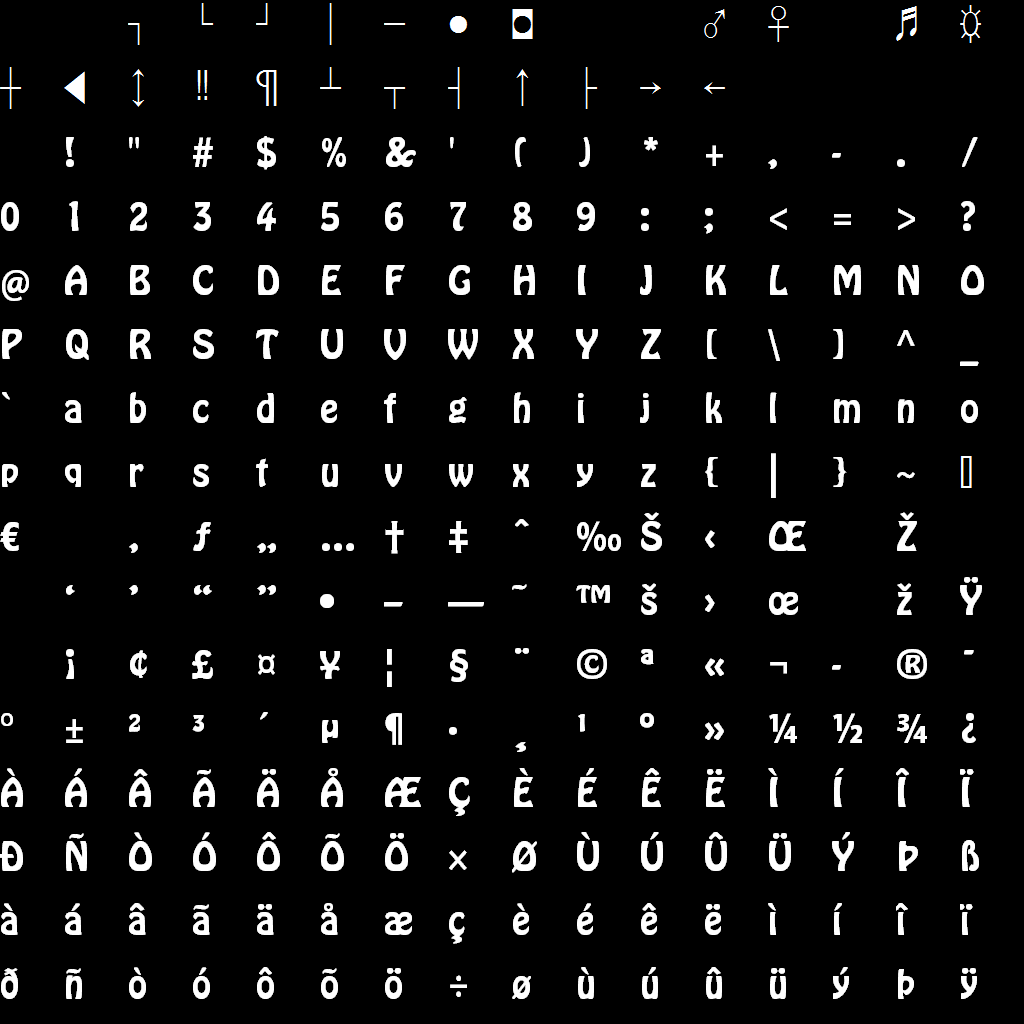 ┐ └ ┘ │ ─ ● ◘ ♂ ♀ ♬ ☼
┼ ◀ ↕ ‼ ¶ ┴ ┬ ┤ ↑ ├ → ←
! " # $ % & ' ( ) * + , - . /
0 1 2 3 4 5 6 7 8 9 : ; < = > ?
@ A B C D E F G H I J K L M N O
P Q R S T U V W X Y Z [ \ ] ^ _
` a b c d e f g h i j k l m n o
p q r s t u v w x y z { | } ~ ▯
€ ‚ ƒ „ … † ‡ ˆ ‰ Š ‹ Œ Ž
‘ ’ “ ” • – — ˜ ™ š › œ ž Ÿ
¡ ¢ £ ¤ ¥ ¦ § ¨ © ª « ¬ - ® ¯
° ± ² ³ ´ µ ¶ · ¸ ¹ º » ¼ ½ ¾ ¿
À Á Â Ã Ä Å Æ Ç È É Ê Ë Ì Í Î Ï
Ð Ñ Ò Ó Ô Õ Ö × Ø Ù Ú Û Ü Ý Þ ß
à á â ã ä å æ ç è é ê ë ì í î ï
ð ñ ò ó ô õ ö ÷ ø ù ú û ü ý þ ÿ